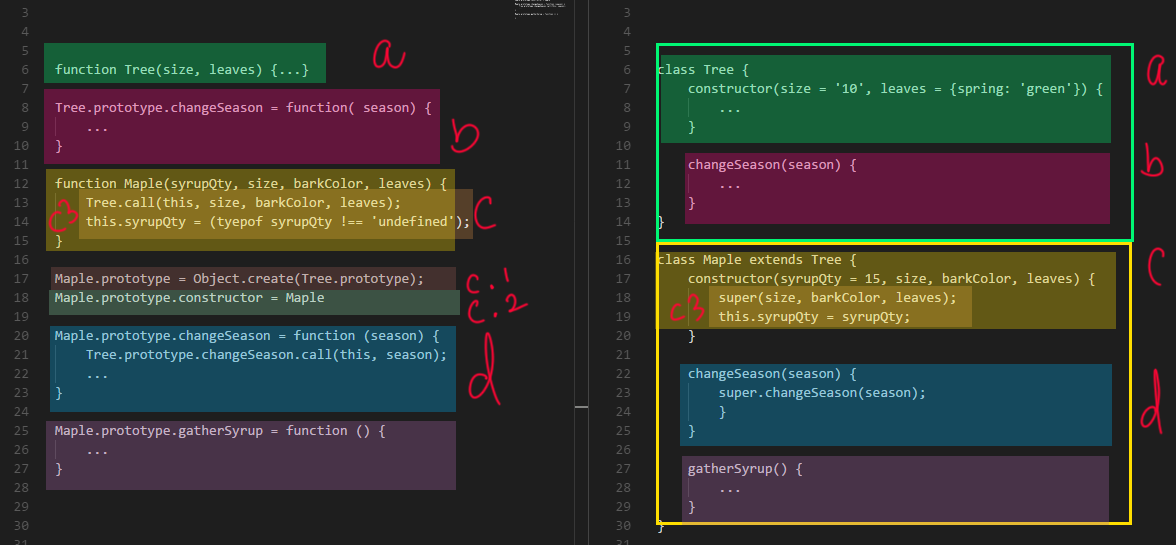 3
4
5
6 function Tree(size, leaves) {...}
a
7
8 Tree.prototype.changeSeason = function( season) {
9 ...
10 }
b
11
12 function Maple(syrupQty, size, barkColor, leaves) {
13 Tree.call(this, size, barkColor, leaves);
c3
C
14 this.syrupQty = (tyepof syrupQty !== 'undefined');
15 }
16
17 Maple.prototype = Object.create(Tree.prototype);
c.1
18 Maple.prototype.constructor = Maple
c.2
19
20 Maple.prototype.changeSeason = function (season) {
21 Tree.prototype.changeSeason.call(this, season);
22 ...
d
23 }
24
25 Maple.prototype.gatherSyrup = function () {
26 ...
27 }
28
29
30
31
3
4
5
6 class Tree {
a
7 constructor(size = '10', leaves = {spring: 'green'}) {
8 ...
9 }
10
11 changeSeason(season) {
b
12 ...
13 }
14 }
15
16 class Maple extends Tree {
C
17 constructor(syrupQty = 15, size, barkColor, leaves) {
18 super(size, barkColor, leaves);
c3
19 this.syrupQty = syrupQty;
20 }
21
22 changeSeason(season) {
23 super.changeSeason(season);
d
24 }
25 }
26
27 gatherSyrup() {
28 ...
29 }
30 }
31